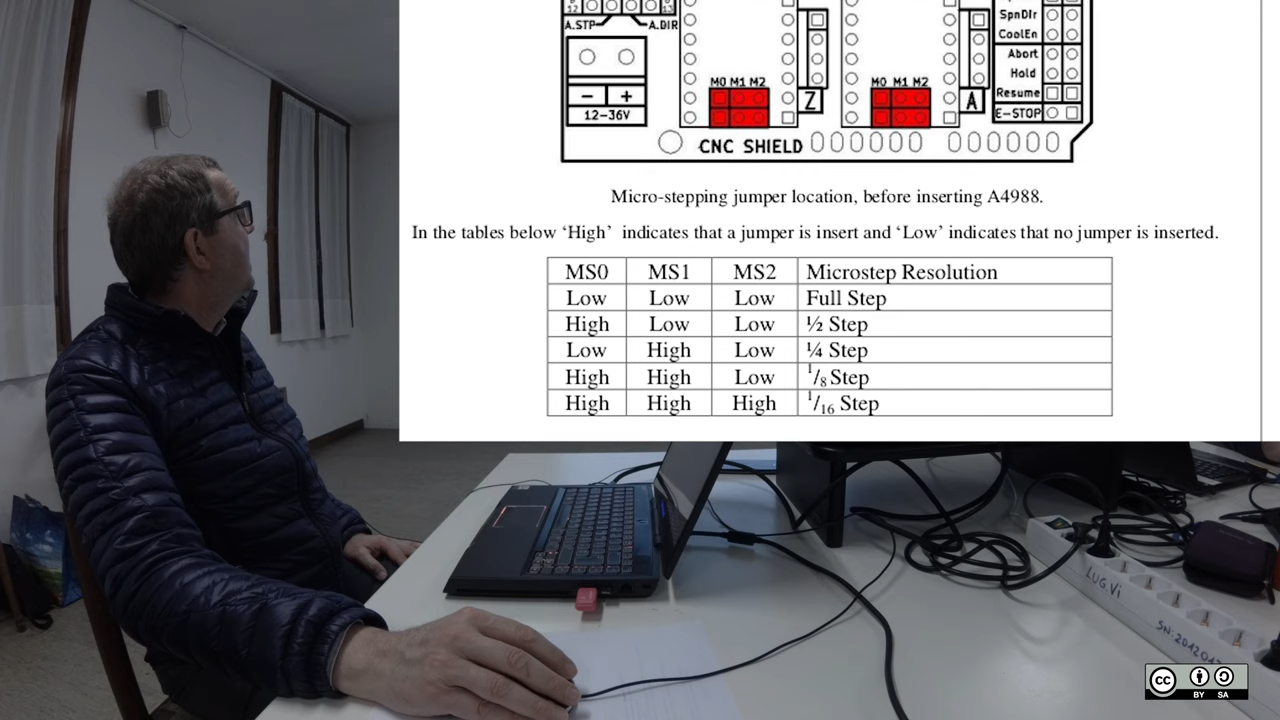 SpnDir
CoolEn
A.STP
A.DIR
Abort
Hold
Resume
E-STOP
M0 M1 M2
M0 M1 M2
Z
A
- +
12-36V
CNC SHIELD
Micro-stepping jumper location, before inserting A4988.
In the tables below ‘High’ indicates that a jumper is insert and ‘Low’ indicates that no jumper is inserted.
MS0 MS1 MS2 Microstep Resolution
Low Low Low Full Step
High Low Low ½ Step
Low High Low ¼ Step
High High Low 1/8 Step
High High High 1/16 Step
LUG.Vi
cc BY SA